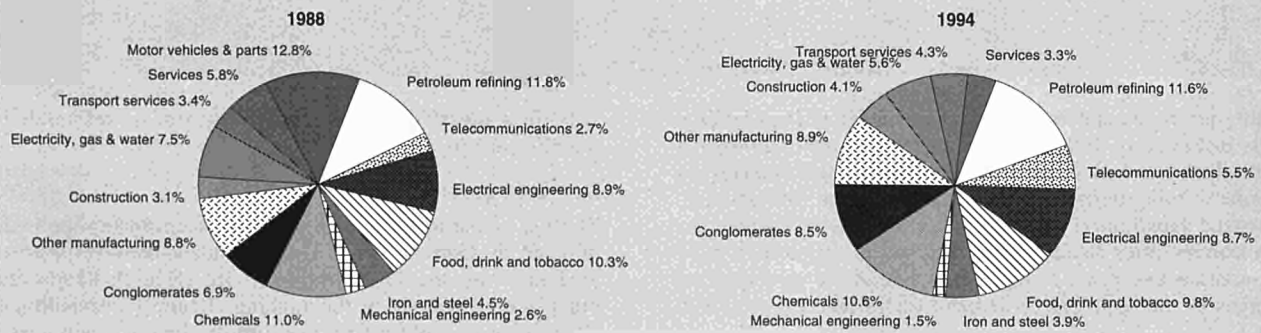 1988
Motor vehicles & parts 12.8%
Services 5.8%
Transport services 3.4%
Electricity, gas & water 7.5%
Construction 3.1%
Other manufacturing 8.8%
Conglomerates 6.9%
Chemicals 11.0%
Petroleum refining 11.8%
Telecommunications 2.7%
Electrical engineering 8.9%
Food, drink and tobacco 10.3%
Iron and steel 4.5%
Mechanical engineering 2.6%
1994
Transport services 4.3%
Electricity, gas & water 5.6%
Construction 4.1%
Other manufacturing 8.9%
Conglomerates 8.5%
Chemicals 10.6%
Mechanical engineering 1.5%
Services 3.3%
Petroleum refining 11.6%
Telecommunications 5.5%
Electrical engineering 8.7%
Food, drink and tobacco 9.8%
Iron and steel 3.9%